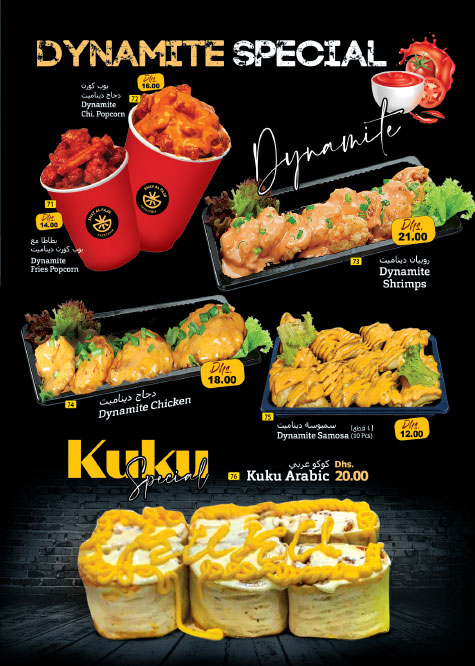 DYNAMITE SPECIAL
بوب كورن
دجاج ديناميت
Dynamite
Chi. Popcorn
72
Dhs.
16.00
71
Dhs.
14.00
بطاطا مع
بوب كورن ديناميت
Dynamite
Fries Popcorn
Dynamite
Dhs.
21.00
73
روبيان ديناميت
Dynamite
Shrimps
Dhs.
18.00
74
دجاج ديناميت
Dynamite Chicken
75
سمبوسة ديناميت
Dynamite Samosa (10 Pcs)
Dhs.
12.00
Kuku
Special
76
كوكو عربي
Kuku Arabic
Dhs.
20.00